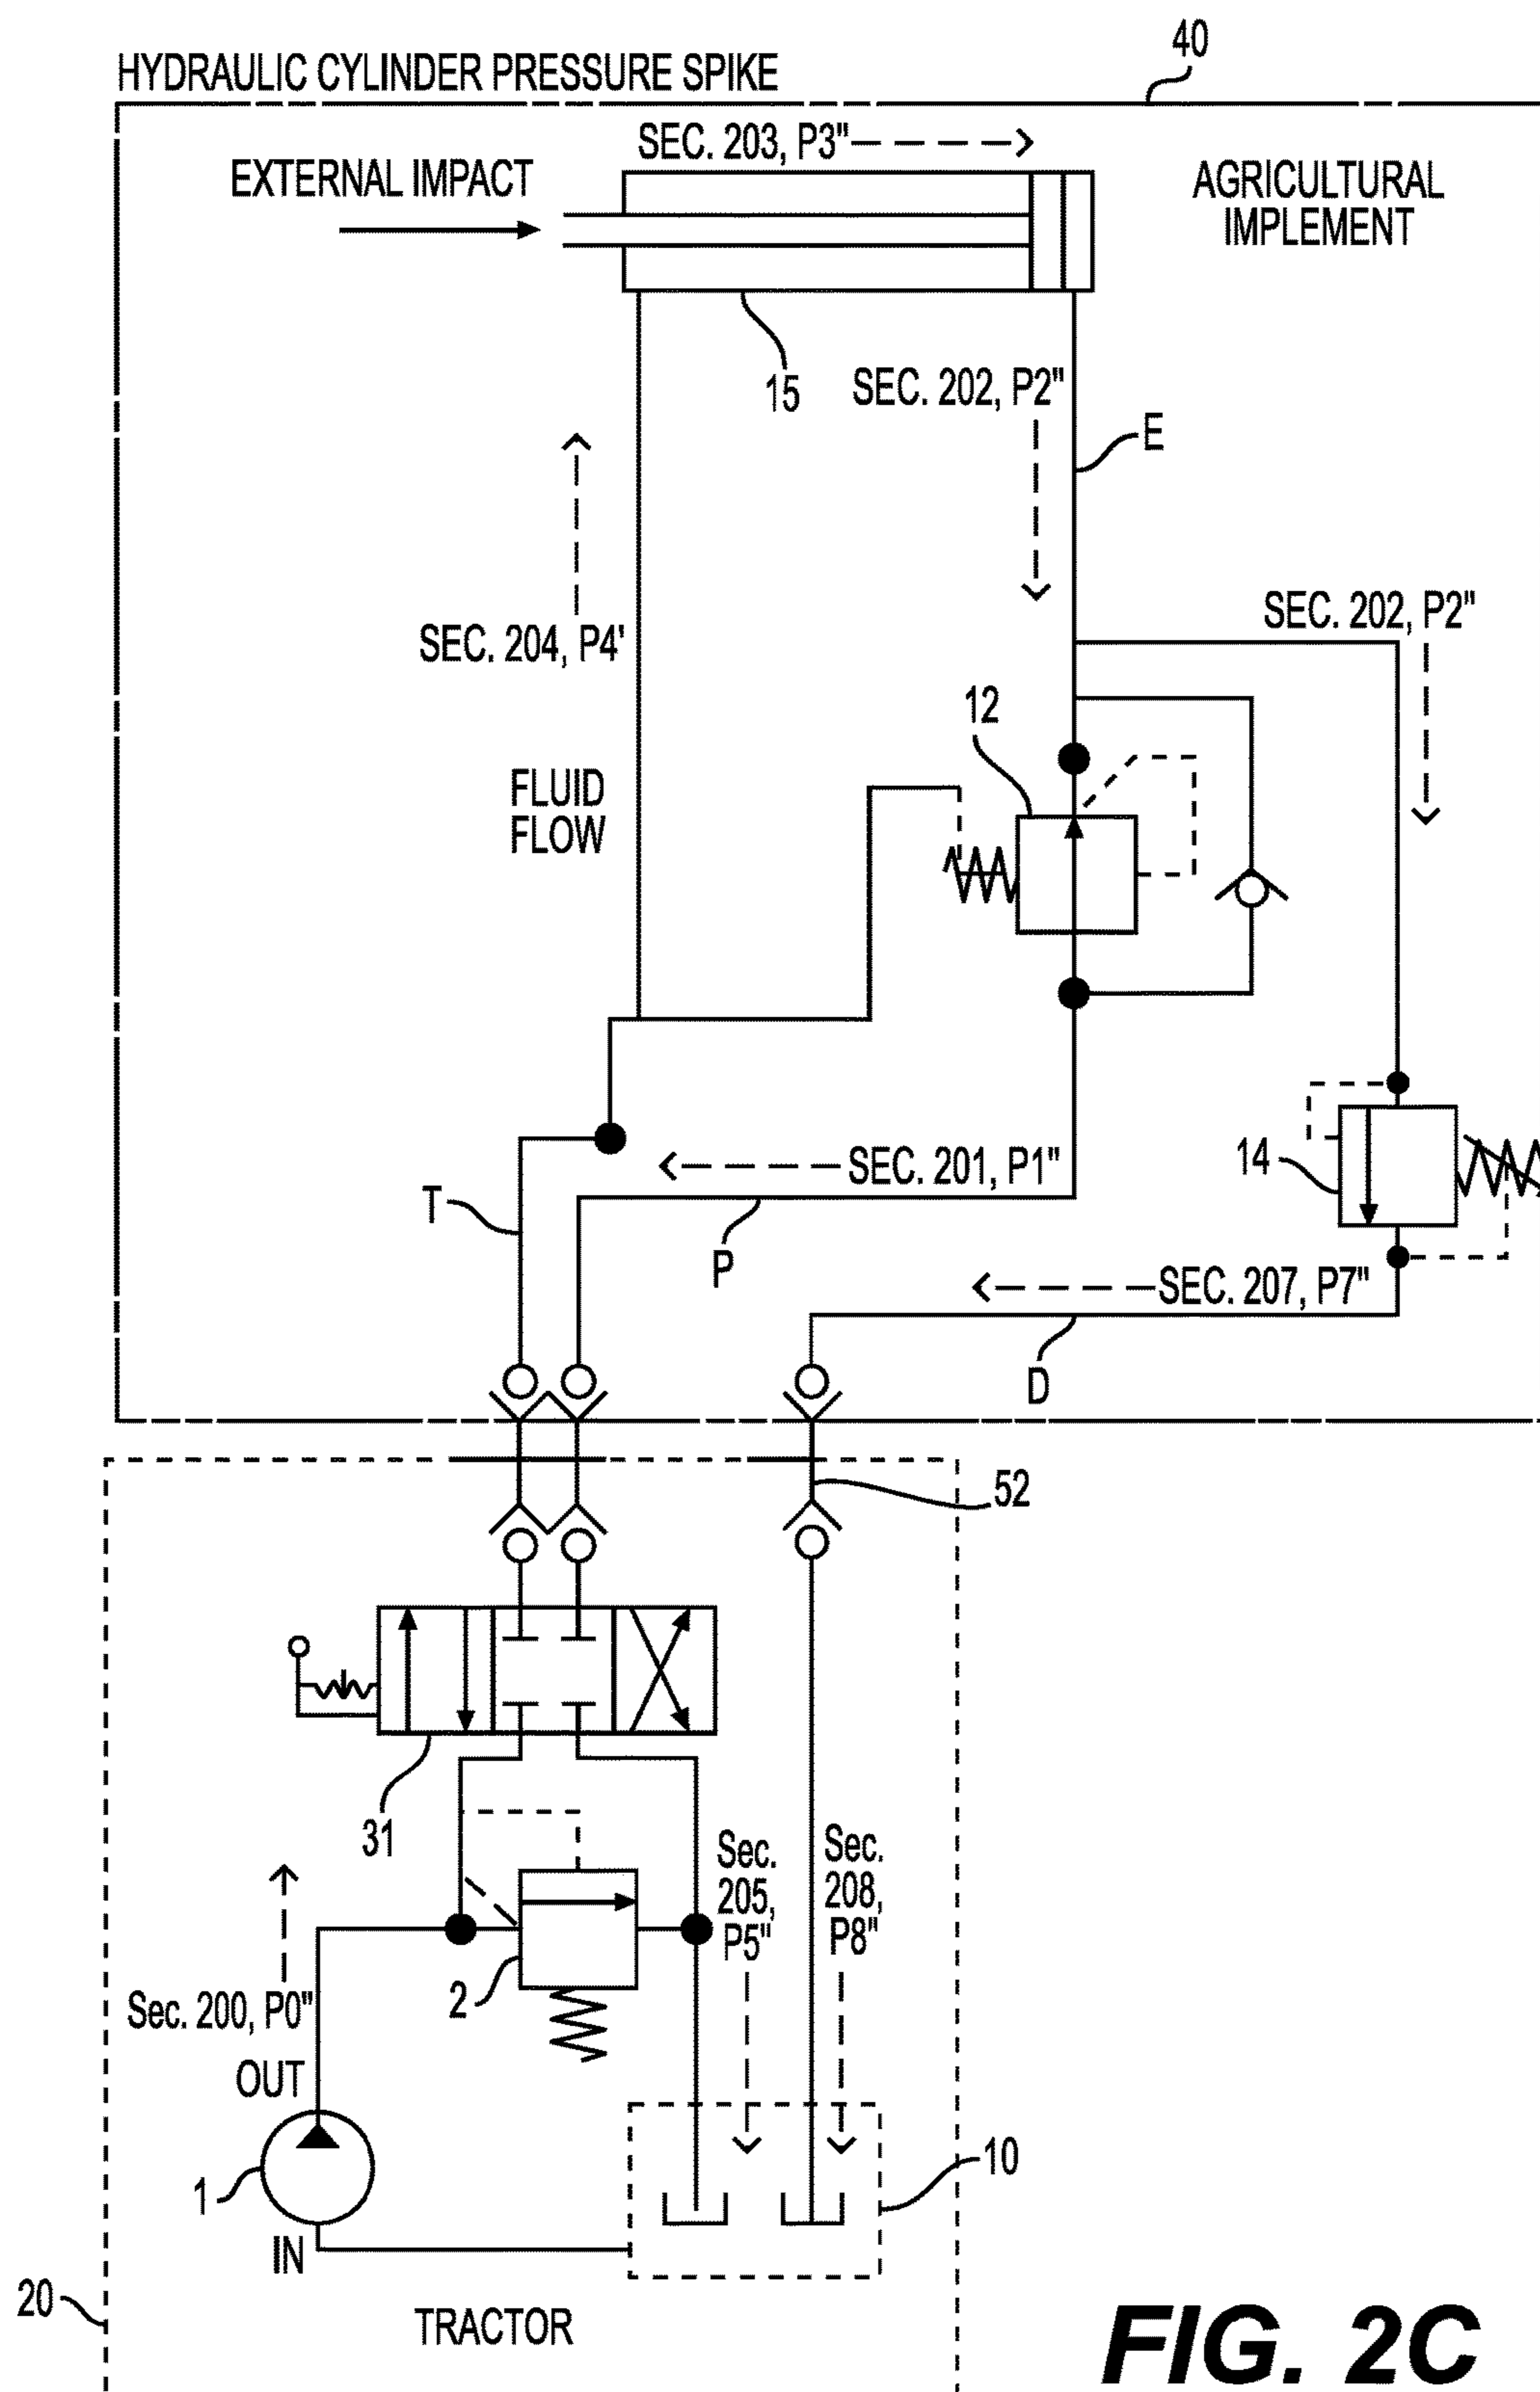 40
HYDRAULIC CYLINDER PRESSURE SPIKE
SEC. 203, P3"
EXTERNAL IMPACT
AGRICULTURAL
IMPLEMENT
15
SEC. 202, P2"
E
SEC. 202, P2"
SEC. 204, P4'
12
FLUID
FLOW
14
SEC. 201, P1"
T
P
SEC. 207, P7"
D
52
31
Sec.
205,
P5"
Sec.
208,
P8"
2
Sec. 200, P0"
OUT
10
1
IN
20
TRACTOR
FIG. 2C